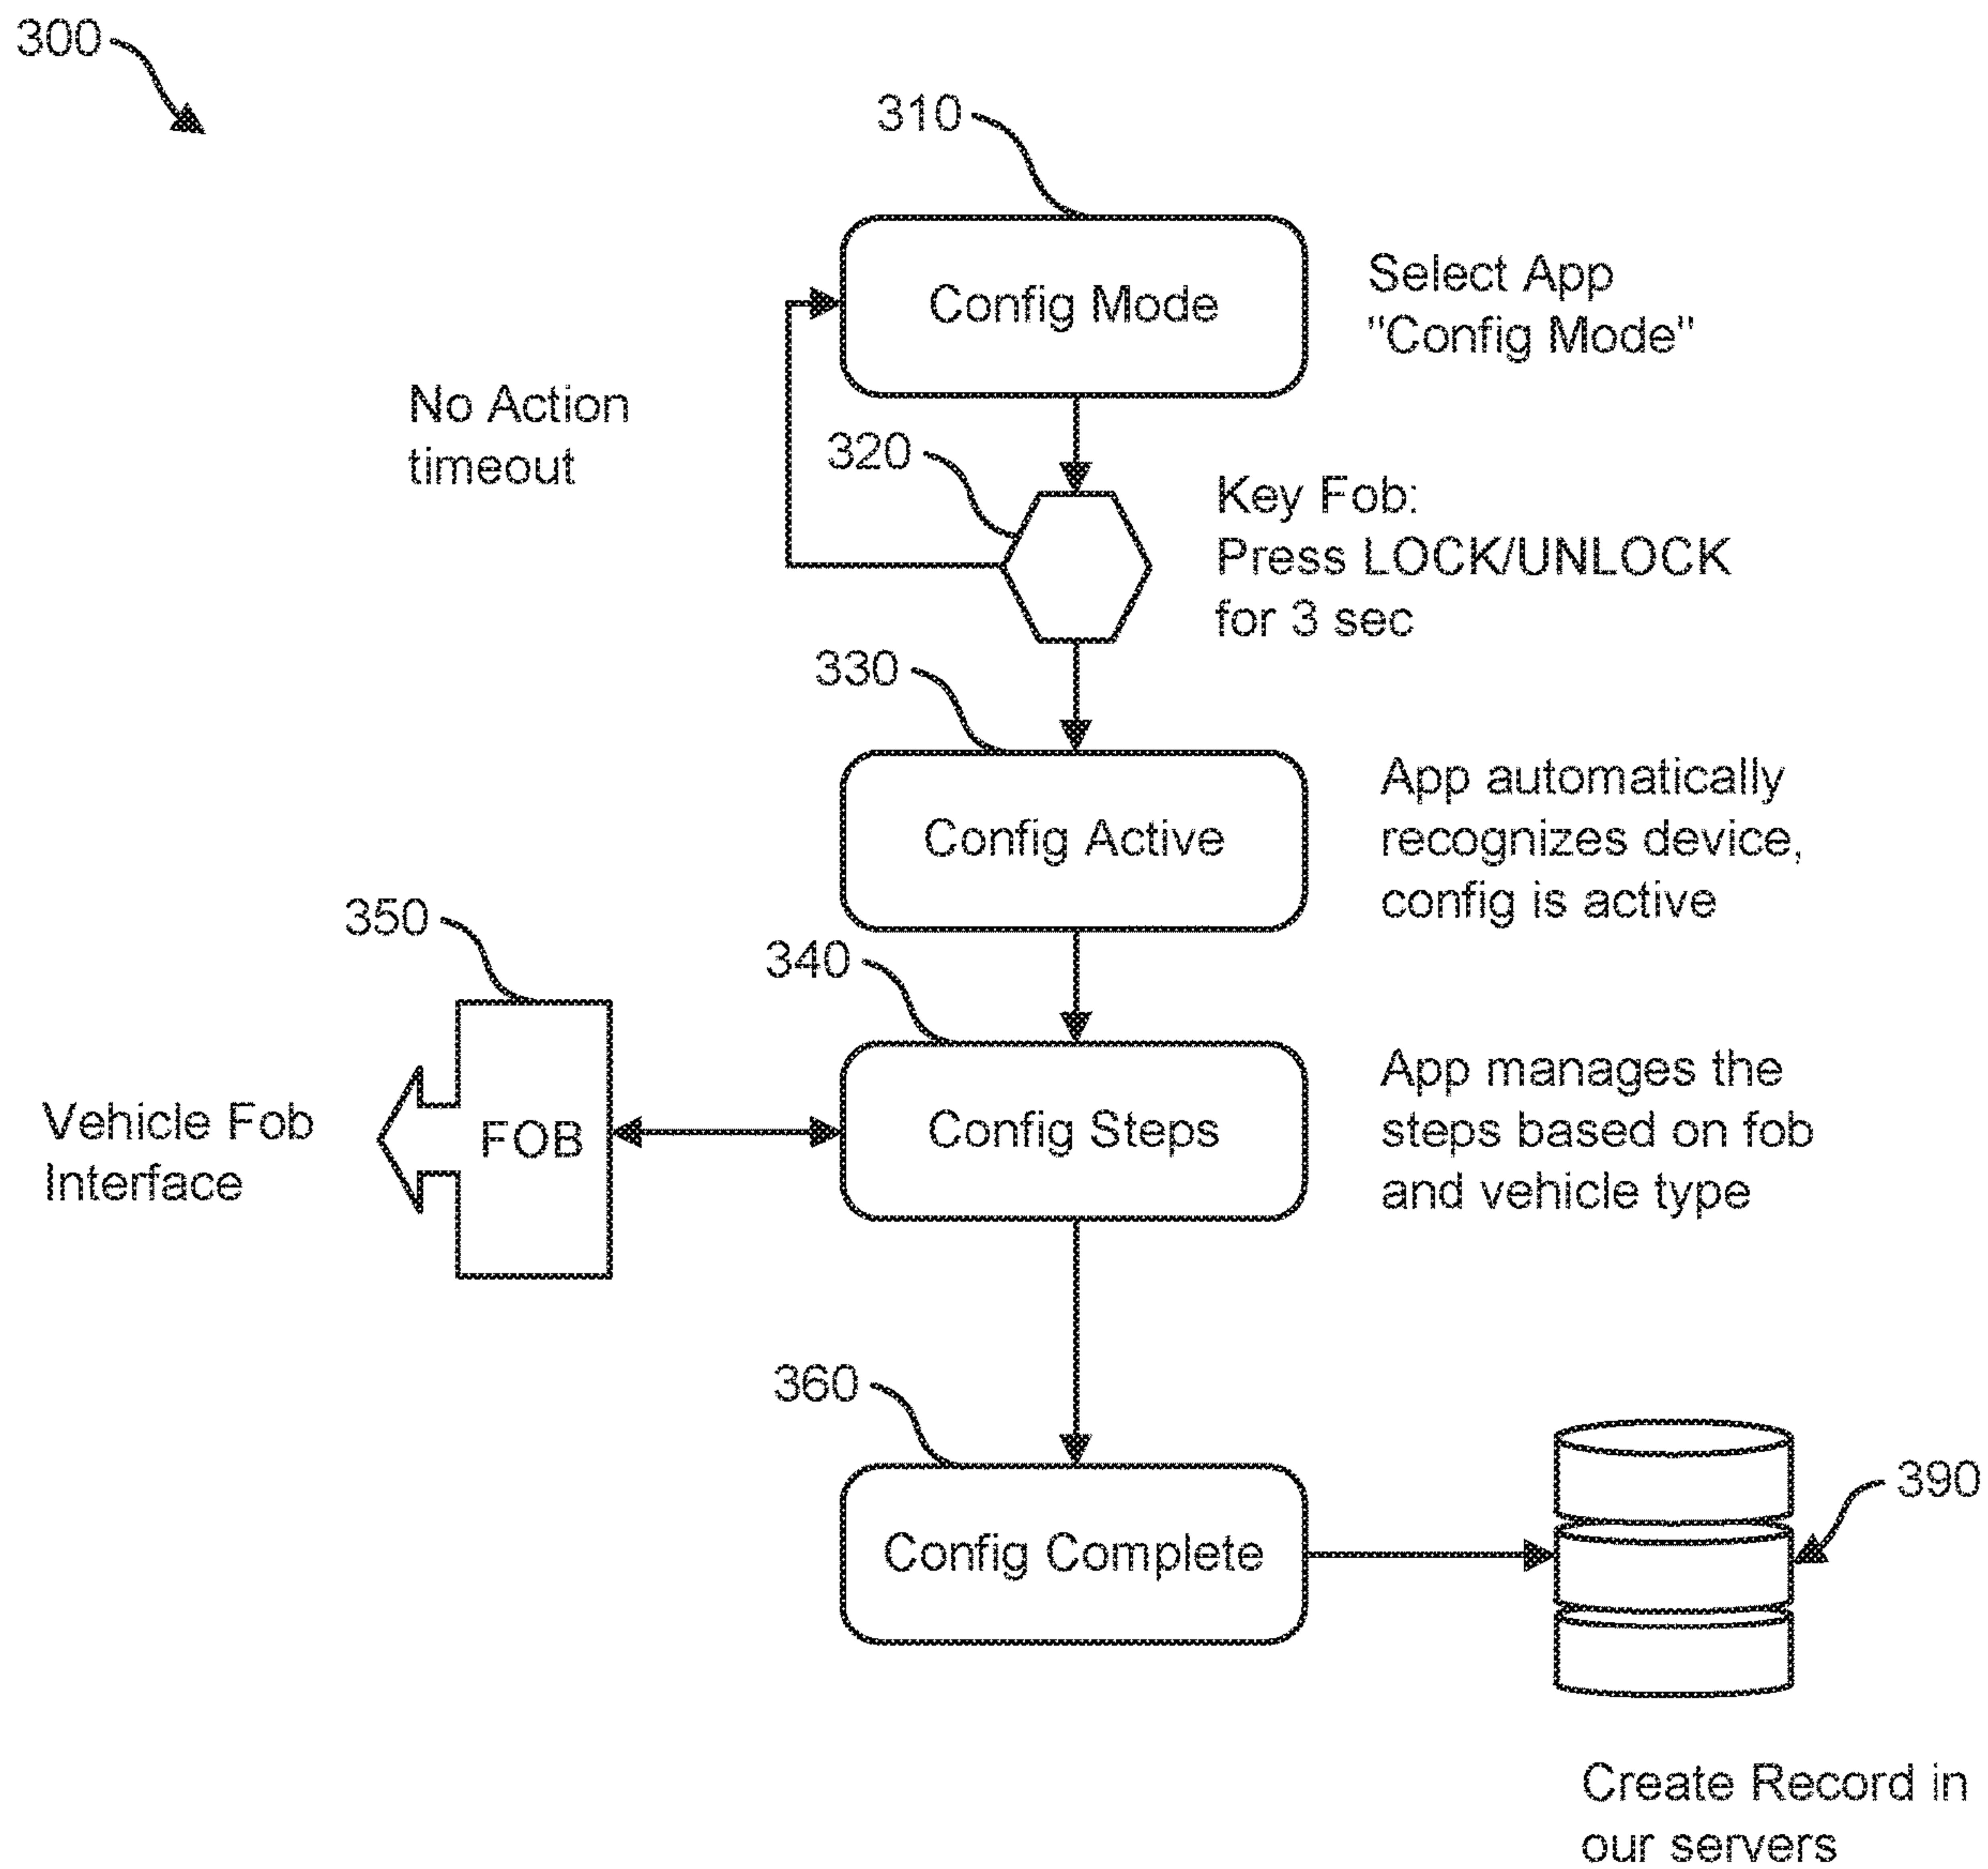 300
310
Config Mode
Select App
"Config Mode"
No Action
timeout
320
Key Fob:
Press LOCK/UNLOCK
for 3 sec
330
Config Active
App automatically
recognizes device,
config is active
350
340
Vehicle Fob
Interface
FOB
Config Steps
App manages the
steps based on fob
and vehicle type
360
Config Complete
390
Create Record in
our servers